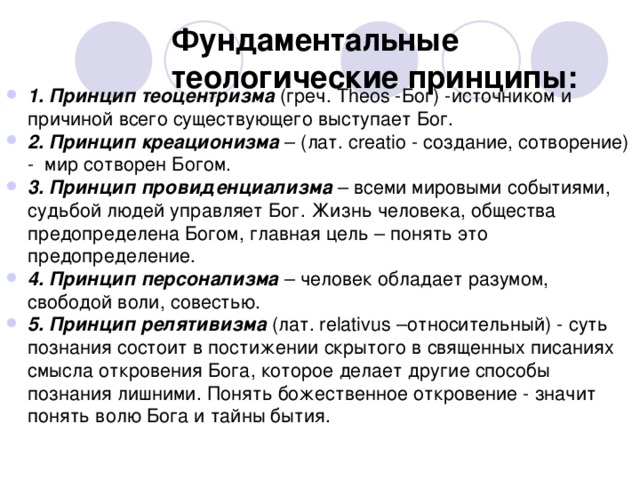 Фундаментальные
теологические принципы:
1. Принцип теоцентризма (греч. Theos -Бог) -источником и
причиной всего существующего выступает Бог.
2. Принцип креационизма – (лат. creatio - создание, сотворение)
- мир сотворен Богом.
3. Принцип провиденциализма – всеми мировыми событиями,
судьбой людей управляет Бог. Жизнь человека, общества
предопределена Богом, главная цель – понять это
предопределение.
4. Принцип персонализма – человек обладает разумом,
свободой воли, совестью.
5. Принцип релятивизма (лат. relativus –относительный) - суть
познания состоит в постижении скрытого в священных писаниях
смысла откровения Бога, которое делает другие способы
познания лишними. Понять божественное откровение - значит
понять волю Бога и тайны бытия.